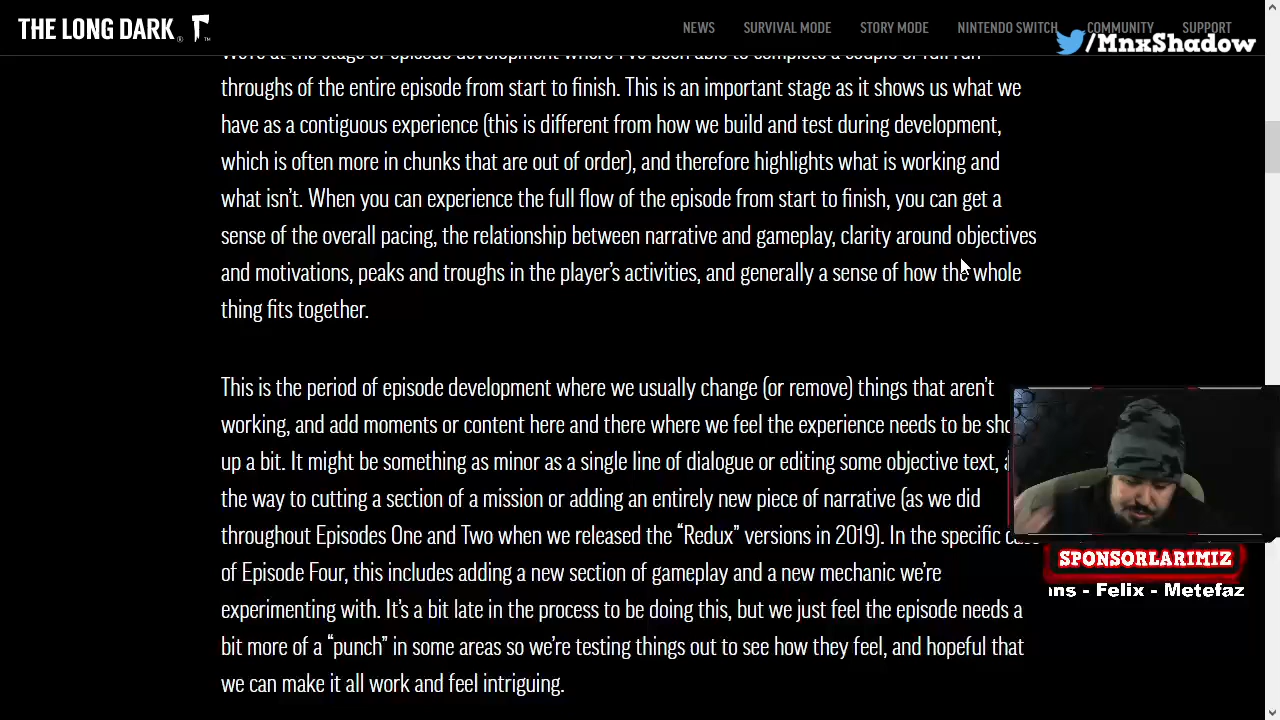 THE LONG DARK
NEWS SURVIVAL MODE STORY MODE NINTENDO SWITCH COMMUNITY SUPPORT
/MnxShadow
throughs of the entire episode from start to finish. This is an important stage as it shows us what we
have as a contiguous experience (this is different from how we build and test during development,
which is often more in chunks that are out of order), and therefore highlights what is working and
what isn't. When you can experience the full flow of the episode from start to finish, you can get a
sense of the overall pacing, the relationship between narrative and gameplay, clarity around objectives
and motivations, peaks and troughs in the player's activities, and generally a sense of how the whole
thing fits together.
This is the period of episode development where we usually change (or remove) things that aren't
working, and add moments or content here and there where we feel the experience needs to be
up a bit. It might be something as minor as a single line of dialogue or editing some objective text,
the way to cutting a section of a mission or adding an entirely new piece of narrative (as we did
throughout Episodes One and Two when we released the “Redux” versions in 2019). In the specific
of Episode Four, this includes adding a new section of gameplay and a new mechanic we're
experimenting with. It's a bit late in the process to be doing this, but we just feel the episode needs a
bit more of a “punch” in some areas so we're testing things out to see how they feel, and hopeful that
we can make it all work and feel intriguing.
SPONSORLARIMIZ
- Felix - Metefaz